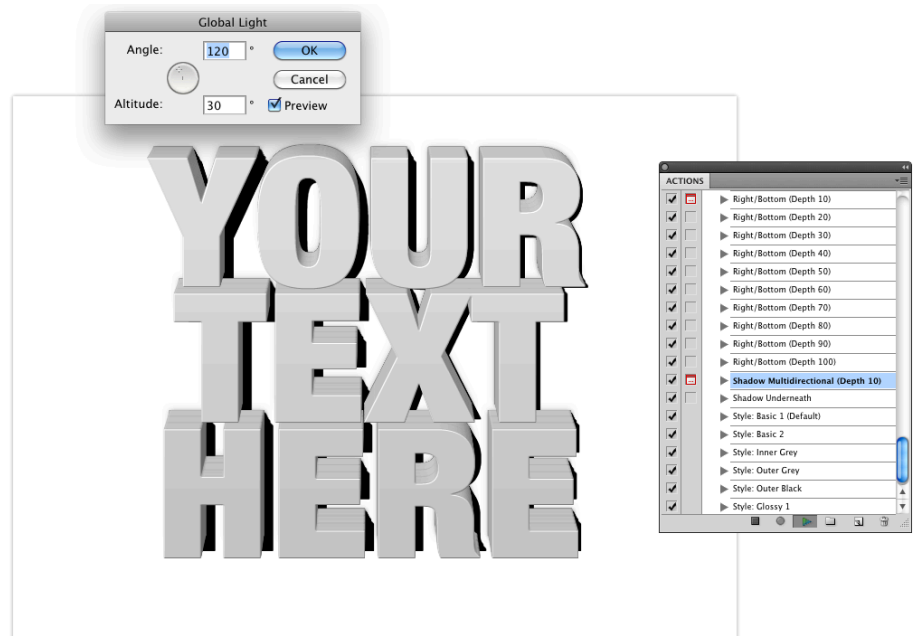 Global Light
Angle:
120 °
OK
Cancel
Altitude:
30 °
Preview
YOUR
TEXT
HERE
ACTIONS
Right/Bottom (Depth 10)
Right/Bottom (Depth 20)
Right/Bottom (Depth 30)
Right/Bottom (Depth 40)
Right/Bottom (Depth 50)
Right/Bottom (Depth 60)
Right/Bottom (Depth 70)
Right/Bottom (Depth 80)
Right/Bottom (Depth 90)
Right/Bottom (Depth 100)
Shadow Multidirectional (Depth 10)
Shadow Underneath
Style: Basic 1 (Default)
Style: Basic 2
Style: Inner Grey
Style: Outer Grey
Style: Outer Black
Style: Glossy 1